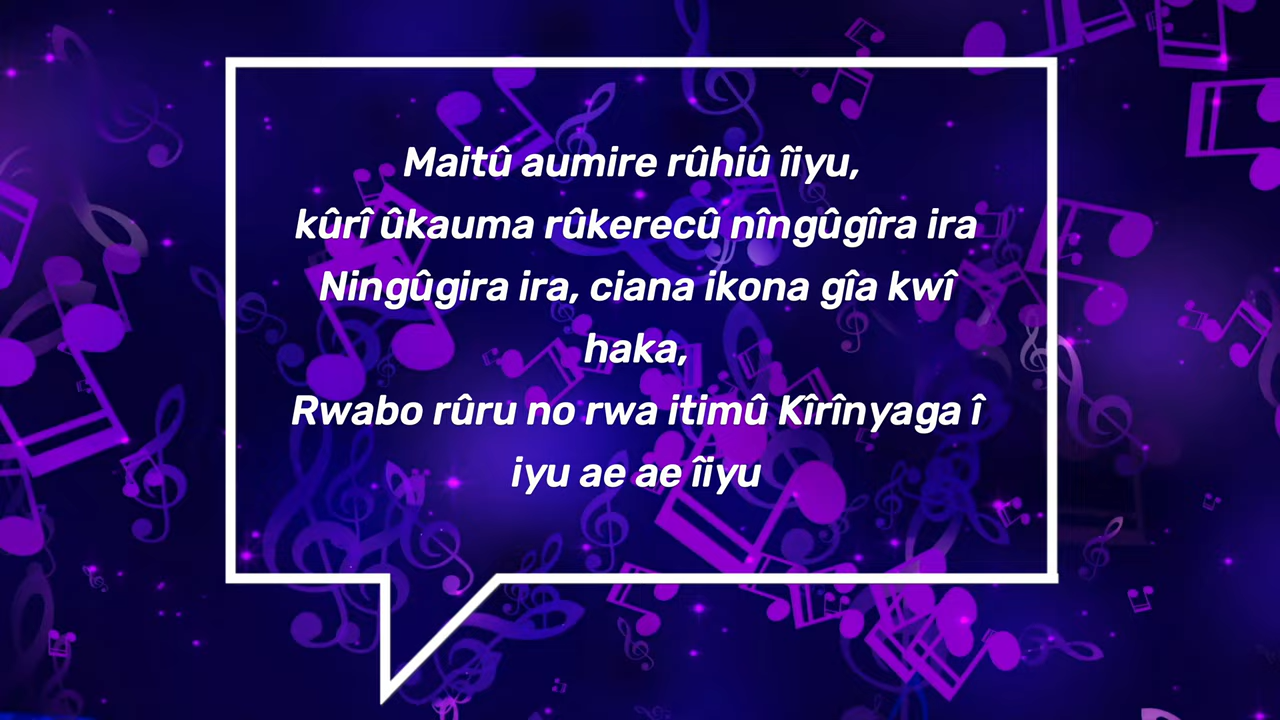 Maitû aumire rûhiû îiyu,
kûrî ûkauma rûkerecû nîngûgîra ira
Ningûgira ira, ciana ikona gîa kwî
haka,
Rwabo rûru no rwa itimû Kîrînyaga î
iyu ae ae îiyu